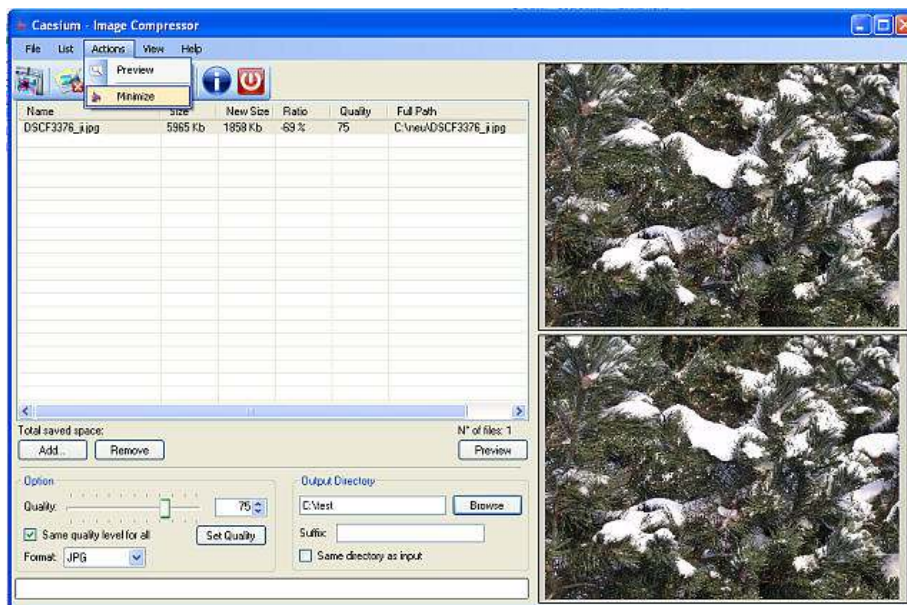 Caesium - Image Compressor
File List Actions View Help
Preview
Minimize
Name Size New Size Ratio Quality Full Path
DSCF3376_ji.jpg 5965 Kb 1858 Kb -69 % 75 C:\neu\DSCF3376_ji.jpg
Total saved space: N° of files: 1
Add... Remove Preview
Option
Quality: 75
Same quality level for all Set Quality
Format: JPG
Output Directory
C:\test Browse
Suffix:
Same directory as input